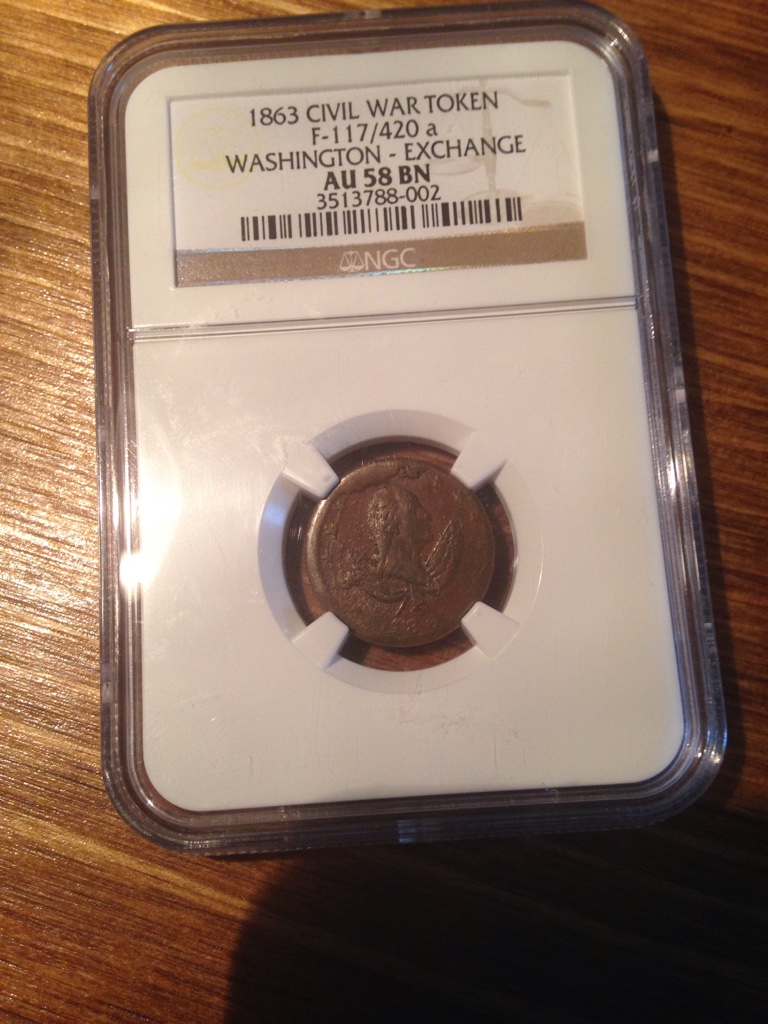 1863 CIVIL WAR TOKEN
F-117/420 a
WASHINGTON - EXCHANGE
AU 58 BN
3513788-002
NGC